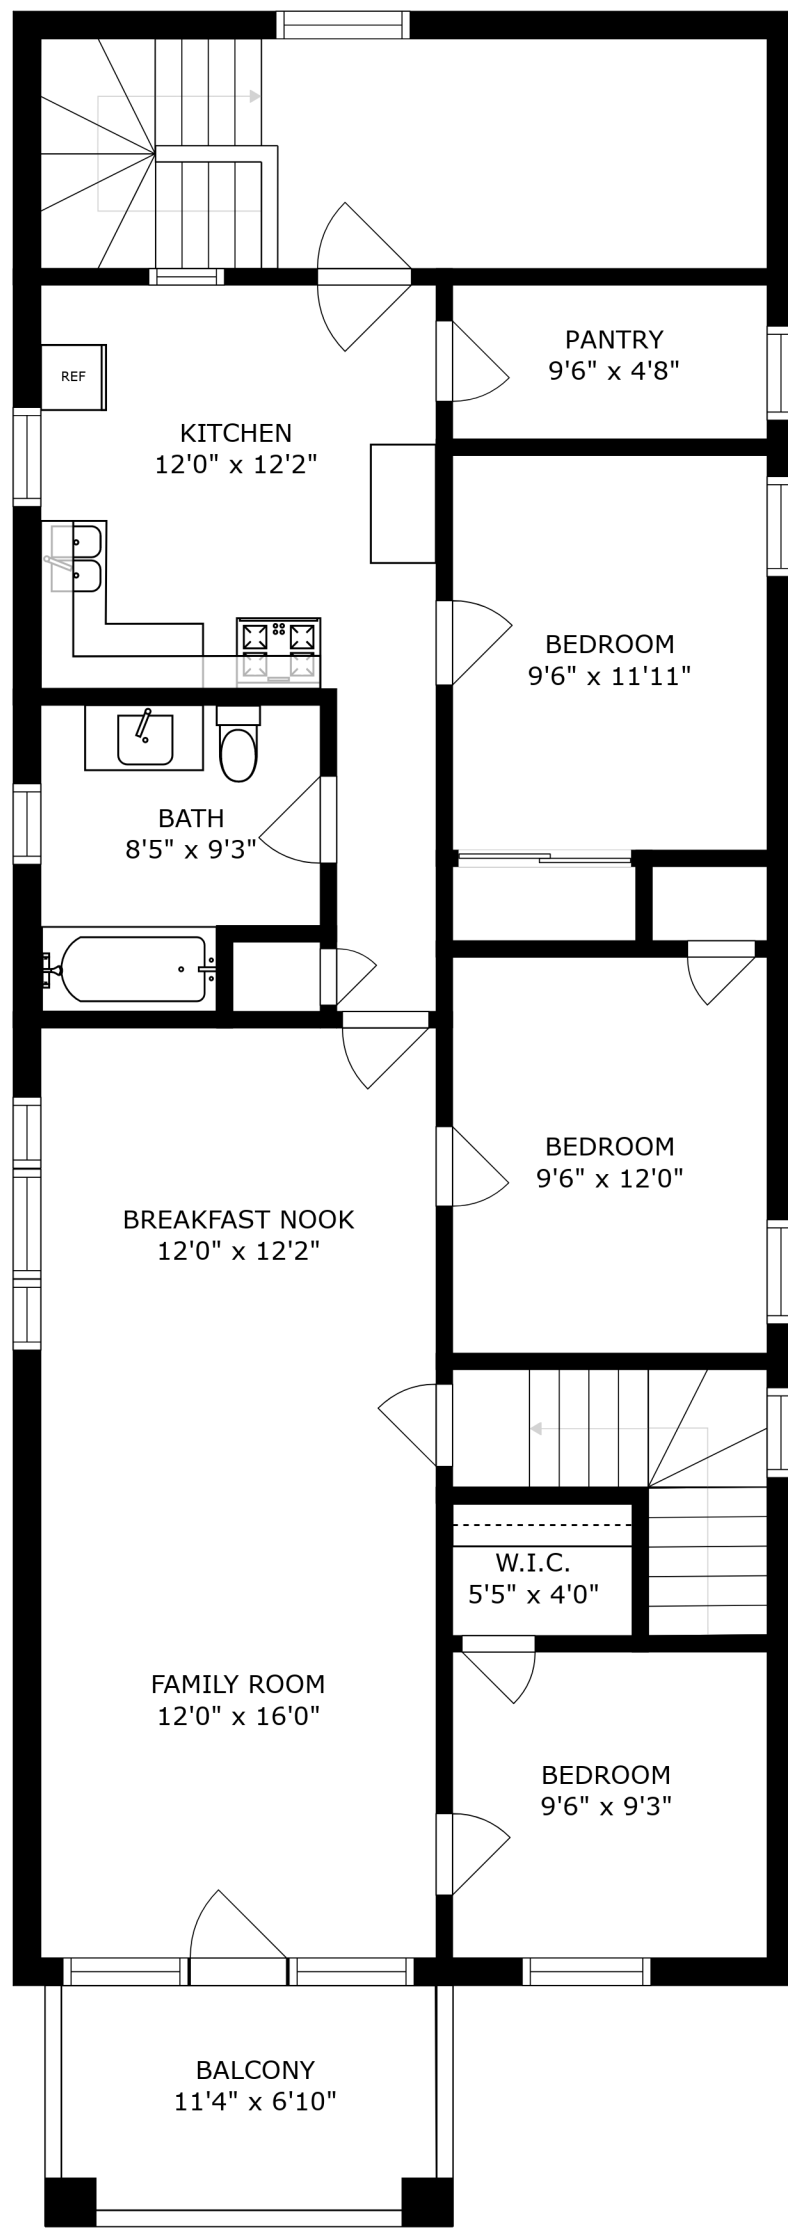 PANTRY
9'6" x 4'8"
REF
KITCHEN
12'0" x 12'2"
BEDROOM
9'6" x 11'11"
BATH
8'5" x 9'3"
BEDROOM
9'6" x 12'0"
BREAKFAST NOOK
12'0" x 12'2"
W.I.C.
5'5" x 4'0"
FAMILY ROOM
12'0" x 16'0"
BEDROOM
9'6" x 9'3"
BALCONY
11'4" x 6'10"